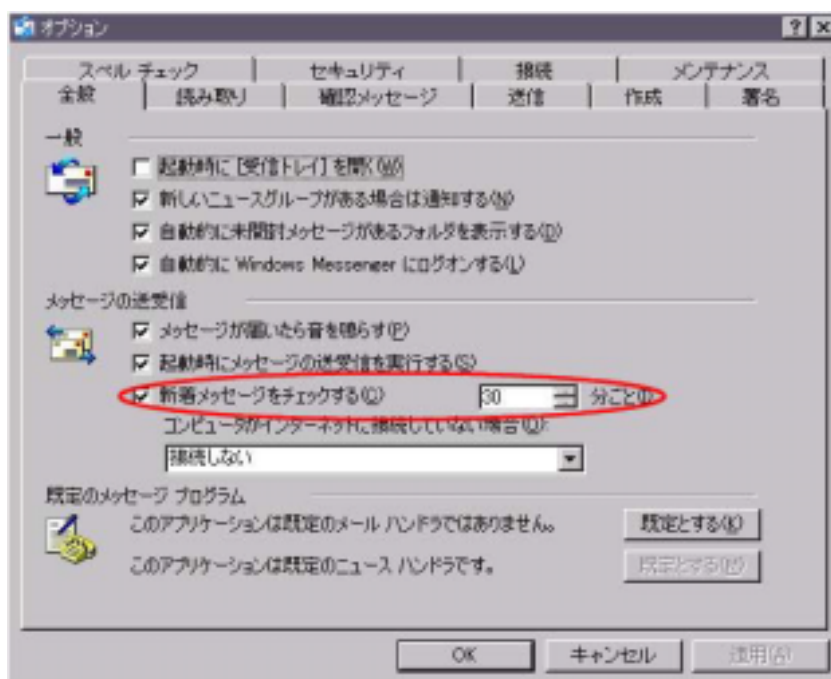 オプション
スペル チェック セキュリティ 接続 メンテナンス
全般 読み取り 確認メッセージ 送信 作成 署名
一般
起動時に [受信トレイ] を開く(W)
新しいニュースグループがある場合は通知する(N)
自動的に未開封メッセージがあるフォルダを表示する(D)
自動的に Windows Messenger にログオンする(L)
メッセージの送受信
メッセージが届いたら音を鳴らす(P)
起動時にメッセージの送受信を実行する(S)
新着メッセージをチェックする(C) 30 分ごと(I)
コンピュータがインターネットに接続していない場合(O):
接続しない
既定のメッセージ プログラム
このアプリケーションは既定のメール ハンドラではありません。 既定とする(K)
このアプリケーションは既定のニュース ハンドラです。 既定とする(M)
OK キャンセル 適用(A)